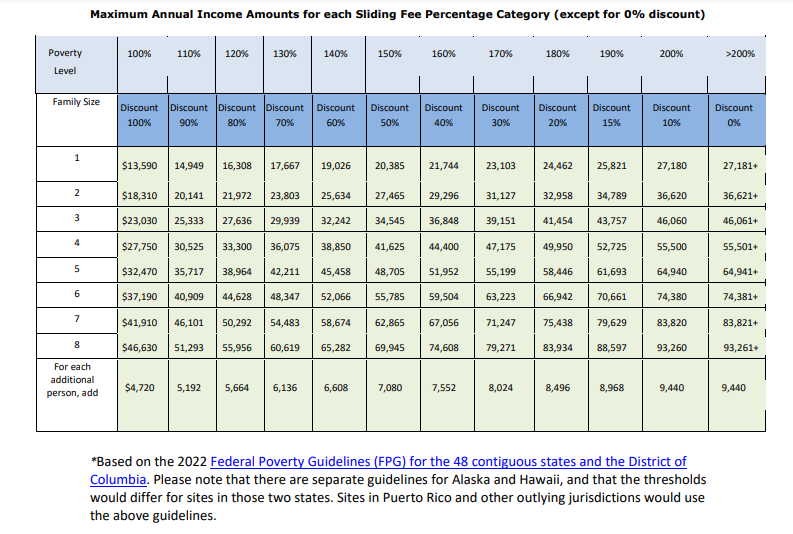 Maximum Annual Income Amounts for each Sliding Fee Percentage Category (except for 0% discount)
Poverty Level 100% 110% 120% 130% 140% 150% 160% 170% 180% 190% 200% >200%
Family Size Discount 100% Discount 90% Discount 80% Discount 70% Discount 60% Discount 50% Discount 40% Discount 30% Discount 20% Discount 15% Discount 10% Discount 0%
1 $13,590 14,949 16,308 17,667 19,026 20,385 21,744 23,103 24,462 25,821 27,180 27,181+
2 $18,310 20,141 21,972 23,803 25,634 27,465 29,296 31,127 32,958 34,789 36,620 36,621+
3 $23,030 25,333 27,636 29,939 32,242 34,545 36,848 39,151 41,454 43,757 46,060 46,061+
4 $27,750 30,525 33,300 36,075 38,850 41,625 44,400 47,175 49,950 52,725 55,500 55,501+
5 $32,470 35,717 38,964 42,211 45,458 48,705 51,952 55,199 58,446 61,693 64,940 64,941+
6 $37,190 40,909 44,628 48,347 52,066 55,785 59,504 63,223 66,942 70,661 74,380 74,381+
7 $41,910 46,101 50,292 54,483 58,674 62,865 67,056 71,247 75,438 79,629 83,820 83,821+
8 $46,630 51,293 55,956 60,619 65,282 69,945 74,608 79,271 83,934 88,597 93,260 93,261+
For each additional person, add $4,720 5,192 5,664 6,136 6,608 7,080 7,552 8,024 8,496 8,968 9,440 9,440
*Based on the 2022 Federal Poverty Guidelines (FPG) for the 48 contiguous states and the District of
Columbia. Please note that there are separate guidelines for Alaska and Hawaii, and that the thresholds
would differ for sites in those two states. Sites in Puerto Rico and other outlying jurisdictions would use
the above guidelines.